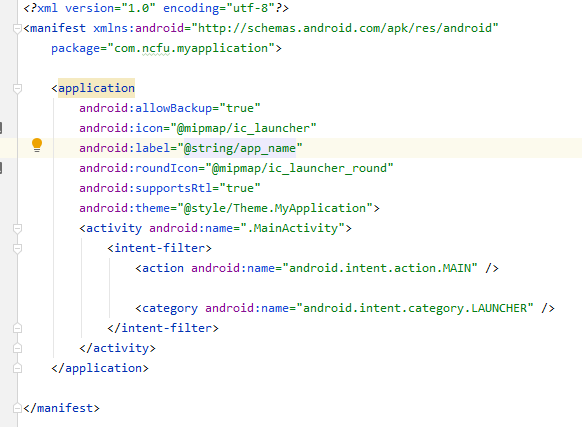 <?xml version="1.0" encoding="utf-8"?>
<manifest xmlns:android="http://schemas.android.com/apk/res/android"
    package="com.ncfu.myapplication">

    <application
        android:allowBackup="true"
        android:icon="@mipmap/ic_launcher"
        android:label="@string/app_name"
        android:roundIcon="@mipmap/ic_launcher_round"
        android:supportsRtl="true"
        android:theme="@style/Theme.MyApplication">
        <activity android:name=".MainActivity">
            <intent-filter>
                <action android:name="android.intent.action.MAIN" />

                <category android:name="android.intent.category.LAUNCHER" />
            </intent-filter>
        </activity>
    </application>

</manifest>